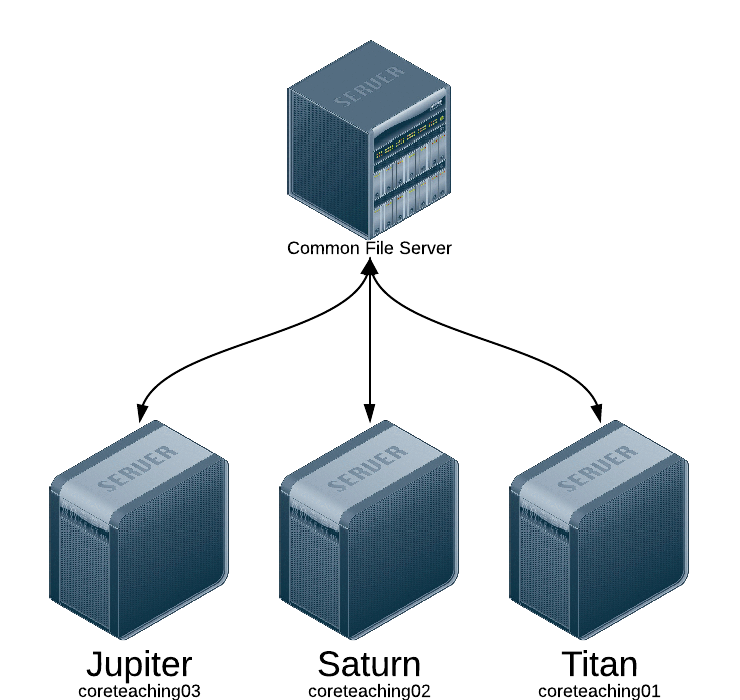 SERVER
Common File Server
SERVER
SERVER
SERVER
Jupiter
Saturn
Titan
coreteaching03
coreteaching02
coreteaching01